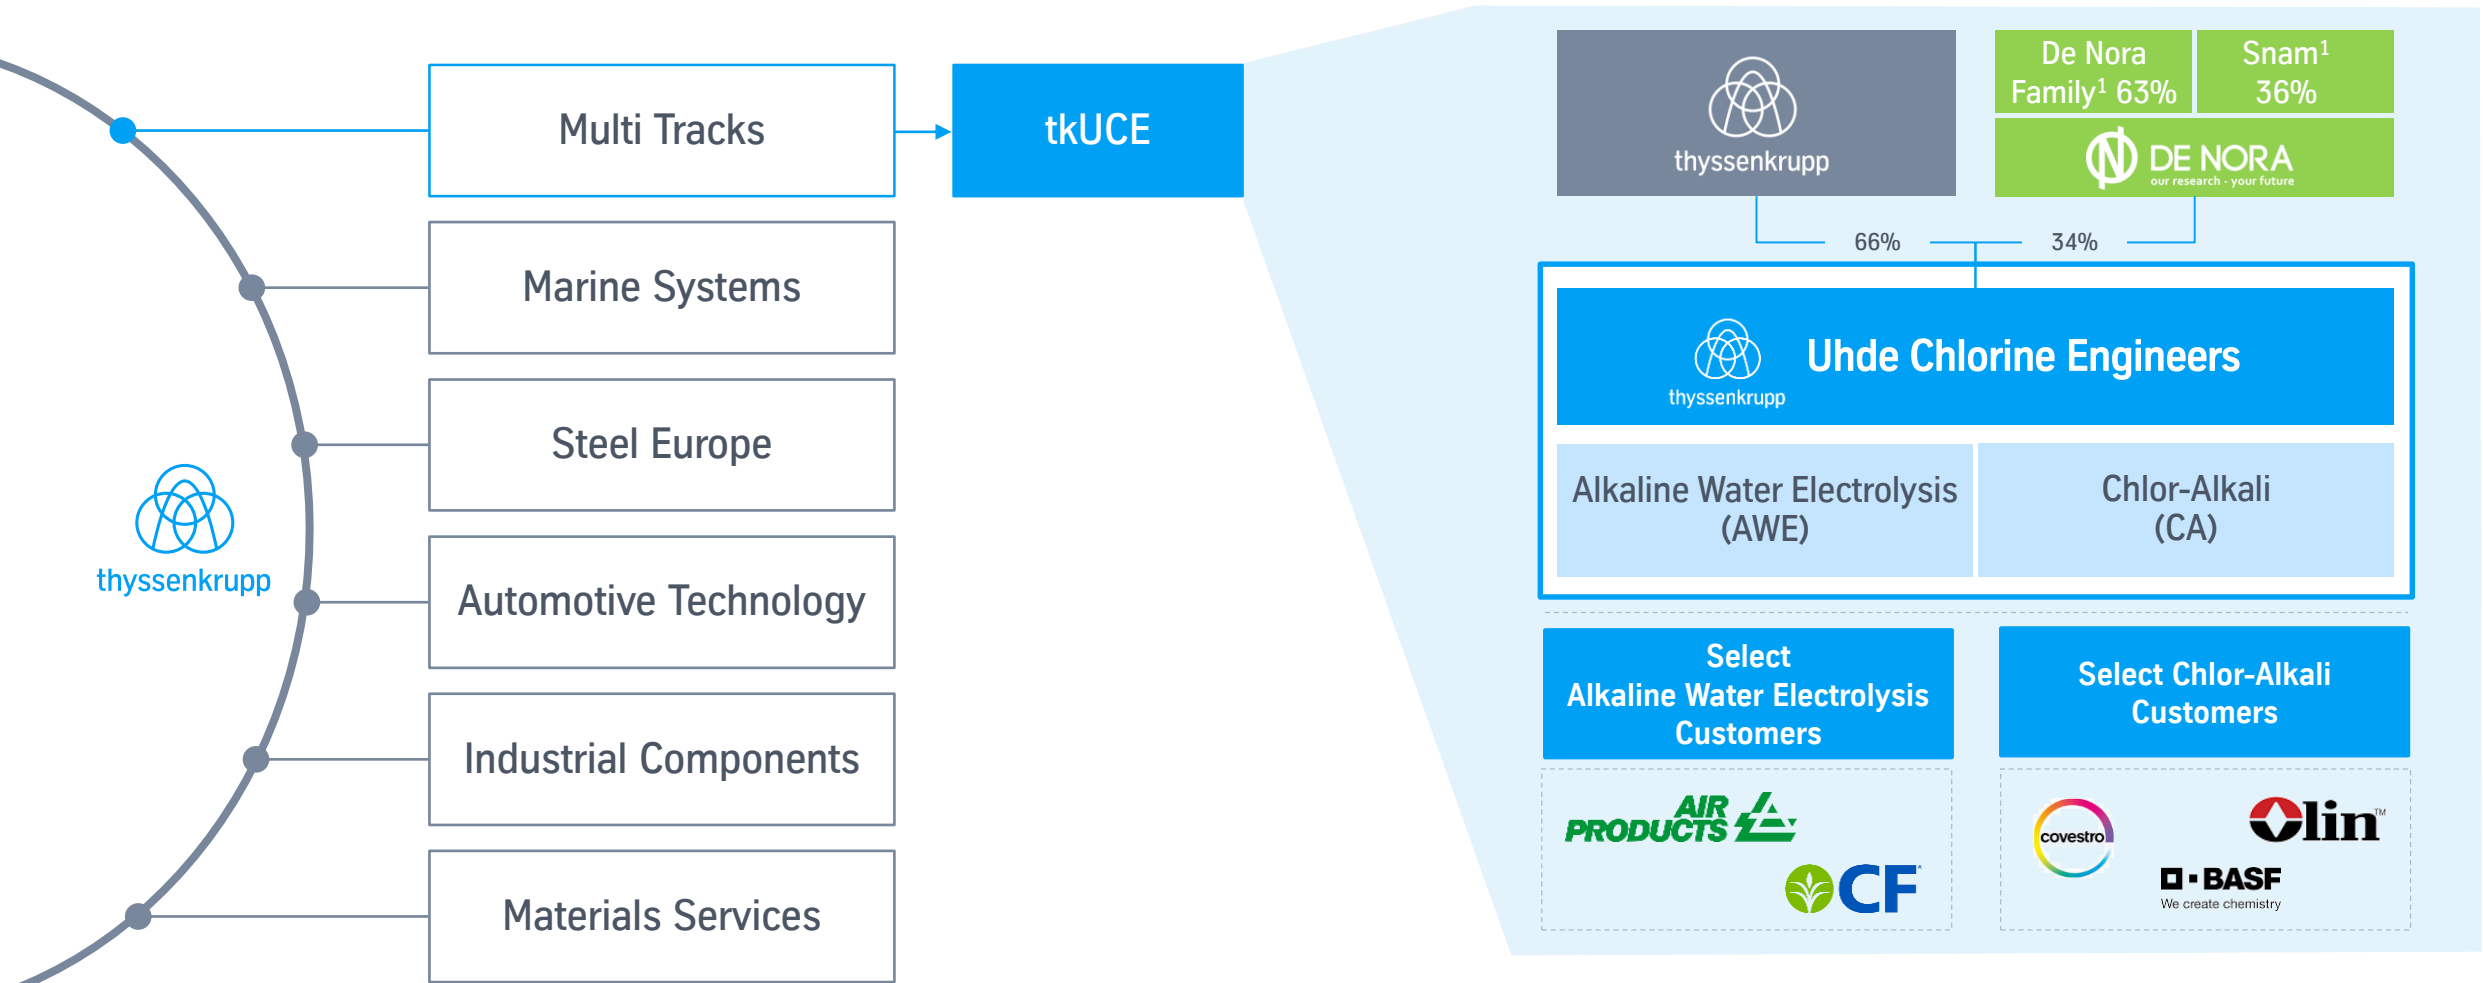 thyssenkrupp
Multi Tracks
Marine Systems
Steel Europe
Automotive Technology
Industrial Components
Materials Services
tkUCE
thyssenkrupp
De Nora
Family¹ 63%
Snam¹
36%
DE NORA
our research - your future
66%
34%
thyssenkrupp
Uhde Chlorine Engineers
Alkaline Water Electrolysis
(AWE)
Chlor-Alkali
(CA)
Select
Alkaline Water Electrolysis
Customers
Select Chlor-Alkali
Customers
AIR
PRODUCTS
CF
covestro
Olin™
BASF
We create chemistry